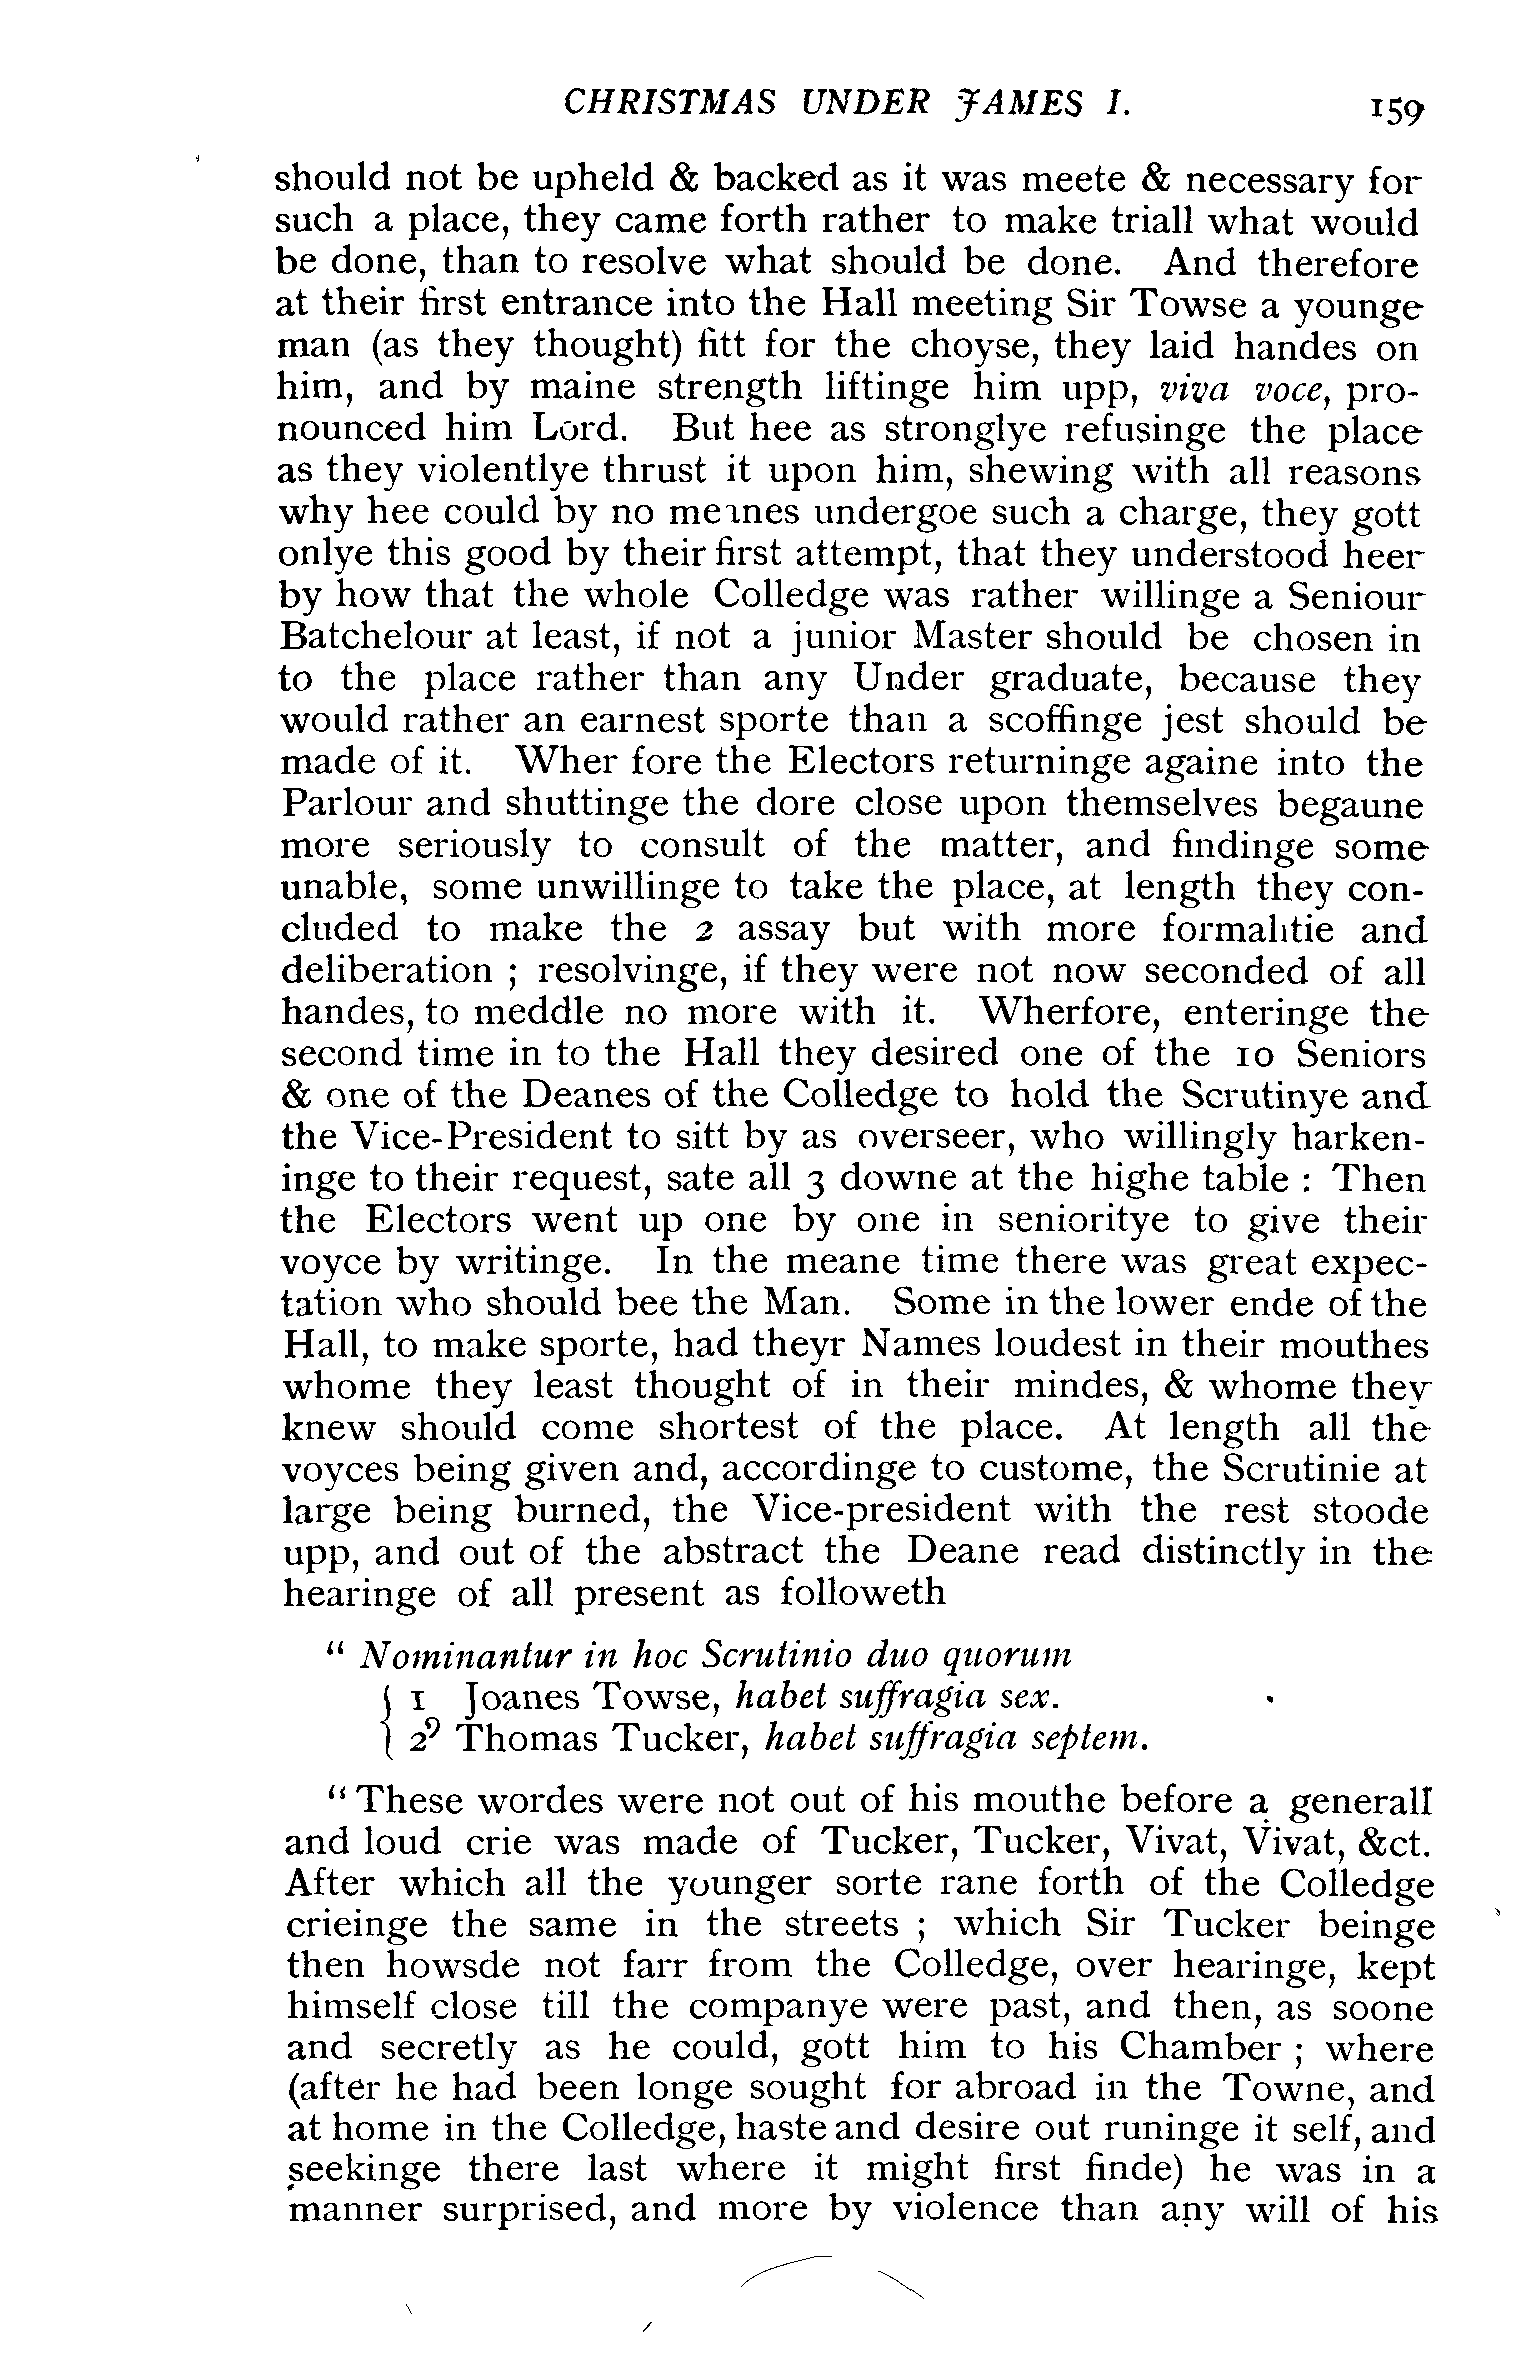 CHRISTMAS UNDER JAMES I. 159
should not be upheld & backed as it was meete & necessary for
such a place, they came forth rather to make triall what would
be done, than to resolve what should be done. And therefore
at their first entrance into the Hall meeting Sir Towse a younge
man (as they thought) fitt for the choyse, they laid handes on
him, and by maine strength liftinge him upp, viva voce, pro-
nounced him Lord. But hee as stronglye refusinge the place
as they violentlye thrust it upon him, shewing with all reasons
why hee could by no meanes undergoe such a charge, they gott
onlye this good by their first attempt, that they understood heer
by how that the whole Colledge was rather willinge a Seniour
Batchelour at least, if not a junior Master should be chosen in
to the place rather than any Under graduate, because they
would rather an earnest sporte than a scoffinge jest should be
made of it. Wher fore the Electors returninge againe into the
Parlour and shuttinge the dore close upon themselves begaune
more seriously to consult of the matter, and findinge some
unable, some unwillinge to take the place, at length they con-
cluded to make the 2 assay but with more formalitie and
deliberation ; resolvinge, if they were not now seconded of all
handes, to meddle no more with it. Wherfore, enteringe the
second time in to the Hall they desired one of the 10 Seniors
& one of the Deanes of the Colledge to hold the Scrutinye and
the Vice-President to sitt by as overseer, who willingly harken-
inge to their request, sate all 3 downe at the highe table : Then
the Electors went up one by one in senioritye to give their
voyce by writinge. In the meane time there was great expec-
tation who should bee the Man. Some in the lower ende of the
Hall, to make sporte, had theyr Names loudest in their mouthes
whome they least thought of in their mindes, & whome they
knew should come shortest of the place. At length all the
voyces being given and, accordinge to custome, the Scrutinie at
large being burned, the Vice-president with the rest stoode
upp, and out of the abstract the Deane read distinctly in the
hearinge of all present as followeth
" Nominantur in hoc Scrutinio duo quorum
{ 1 Joanes Towse, habet suffragia sex.
2⁹ Thomas Tucker, habet suffragia septem.
" These wordes were not out of his mouthe before a generall
and loud crie was made of Tucker, Tucker, Vivat, Vivat, &ct.
After which all the younger sorte rane forth of the Colledge
crieinge the same in the streets ; which Sir Tucker beinge
then howsde not farr from the Colledge, over hearinge, kept
himself close till the companye were past, and then, as soone
and secretly as he could, gott him to his Chamber ; where
(after he had been longe sought for abroad in the Towne, and
at home in the Colledge, haste and desire out runinge it self, and
seekinge there last where it might first finde) he was in a
manner surprised, and more by violence than any will of his